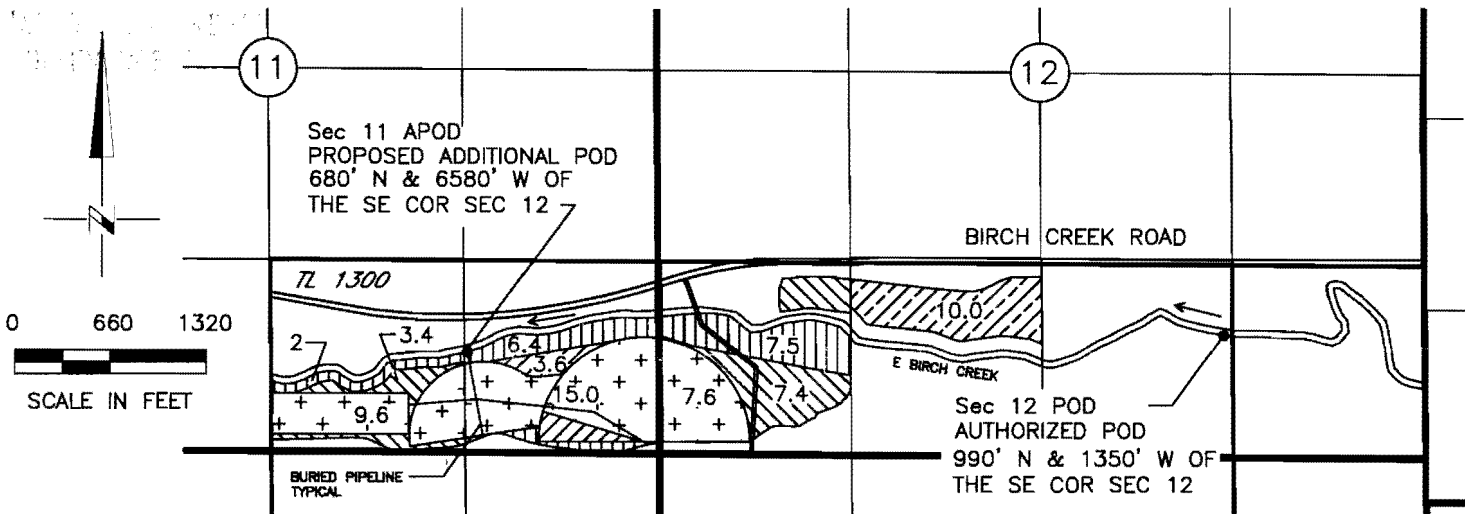 11
12
Sec 11 APOD
PROPOSED ADDITIONAL POD
680' N & 6580' W OF
THE SE COR SEC 12
BIRCH CREEK ROAD
TL 1300
N
0 660 1320
SCALE IN FEET
2
3.4
6.4
3.6
15.0
9.6
7.6
7.5
7.4
10.0
E BIRCH CREEK
BURIED PIPELINE
TYPICAL
Sec 12 POD
AUTHORIZED POD
990' N & 1350' W OF
THE SE COR SEC 12